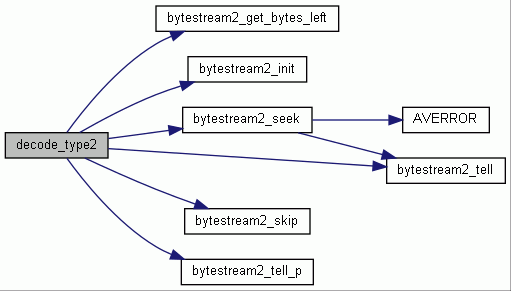 bytestream2_get_bytes_left
bytestream2_init
bytestream2_seek
AVERROR
decode_type2
bytestream2_tell
bytestream2_skip
bytestream2_tell_p